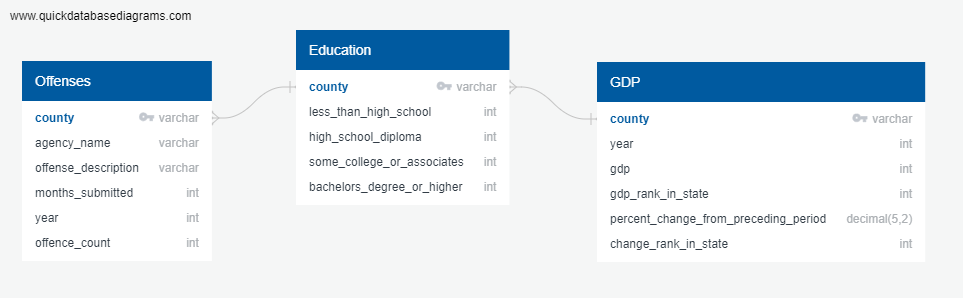 www.quickdatabasediagrams.com
Offenses
county varchar
agency_name varchar
offense_description varchar
months_submitted int
year int
offence_count int
Education
county varchar
less_than_high_school int
high_school_diploma int
some_college_or_associates int
bachelors_degree_or_higher int
GDP
county varchar
year int
gdp int
gdp_rank_in_state int
percent_change_from_preceding_period decimal(5,2)
change_rank_in_state int